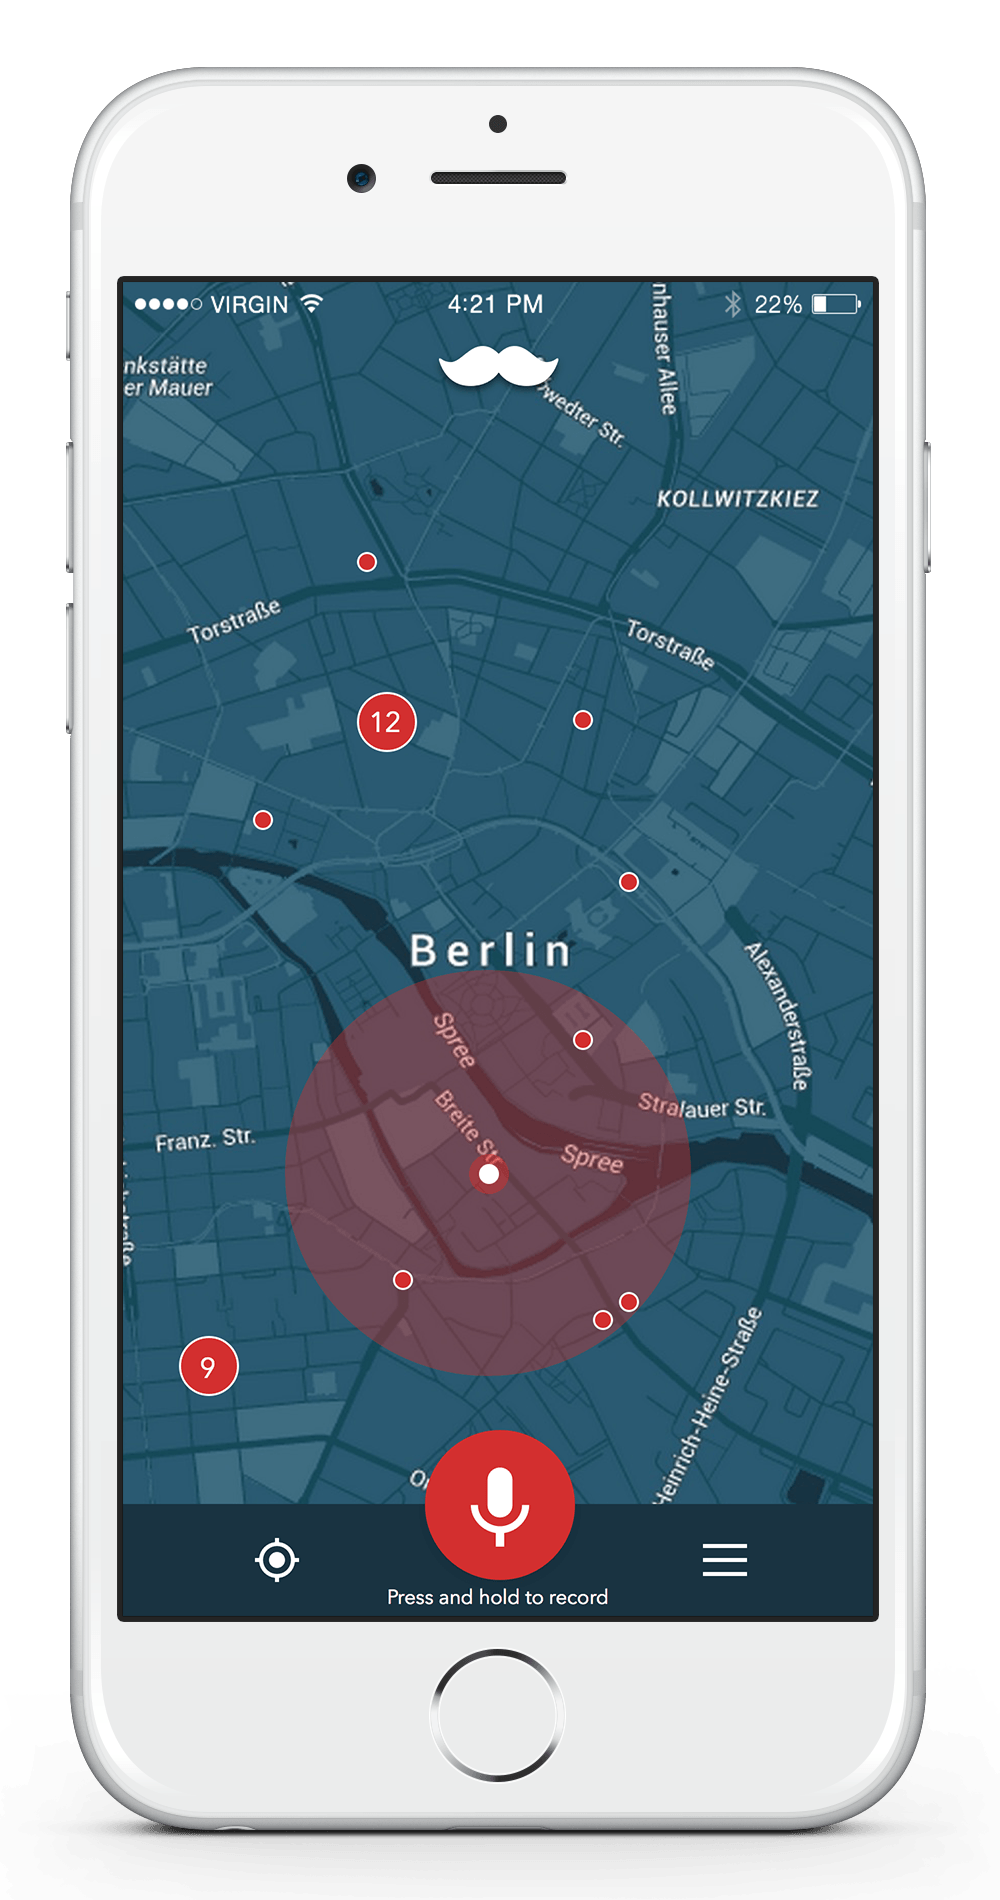 VIRGIN
4:21 PM
22%
nkstätte
er Mauer
wedter Str.
nhauser Allee
KOLLWITZKIEZ
Torstraße
Torstraße
12
Berlin
Alexanderstraße
Spree
Breite Str.
Stralauer Str.
Franz. Str.
Spree
9
Heinrich-Heine-Straße
Press and hold to record